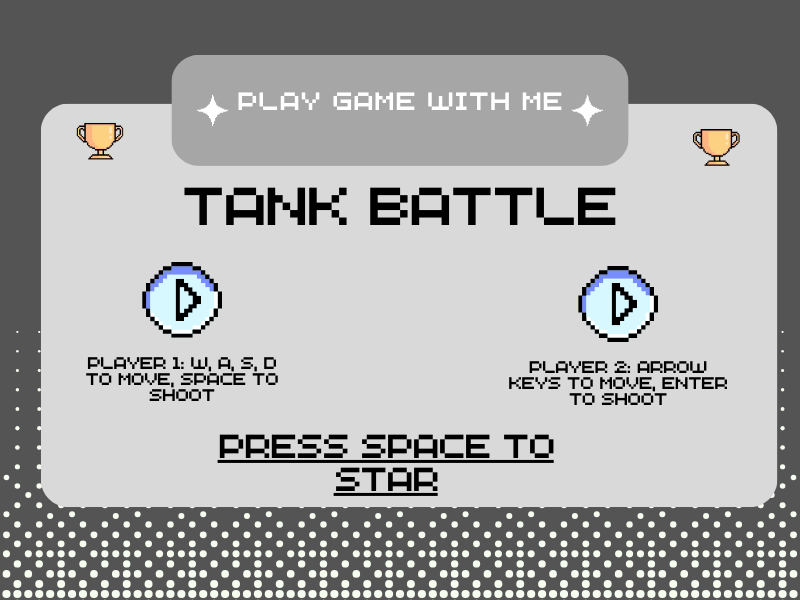 PLAY GAME WITH ME
TANK BATTLE
PLAYER 1: W, A, S, D
TO MOVE, SPACE TO
SHOOT
PLAYER 2: ARROW
KEYS TO MOVE, ENTER
TO SHOOT
PRESS SPACE TO
STAR